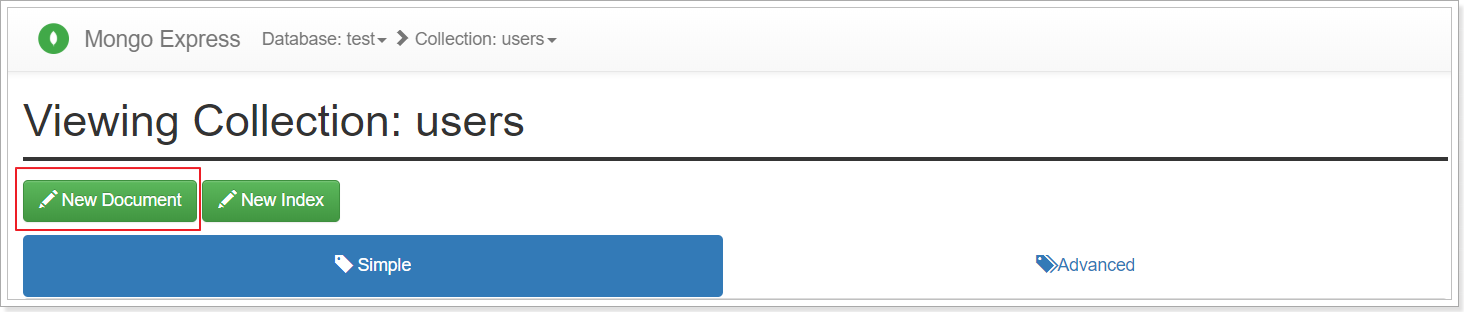 Mongo Express Database: test Collection: users
Viewing Collection: users
New Document New Index
Simple Advanced